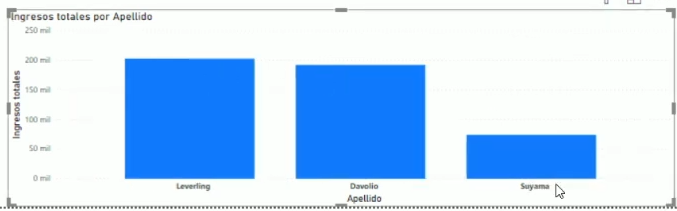 Ingresos totales por Apellido
250 mil
200 mil
150 mil
100 mil
50 mil
0 mil
Ingresos totales
Leverling
Davolio
Suyama
Apellido